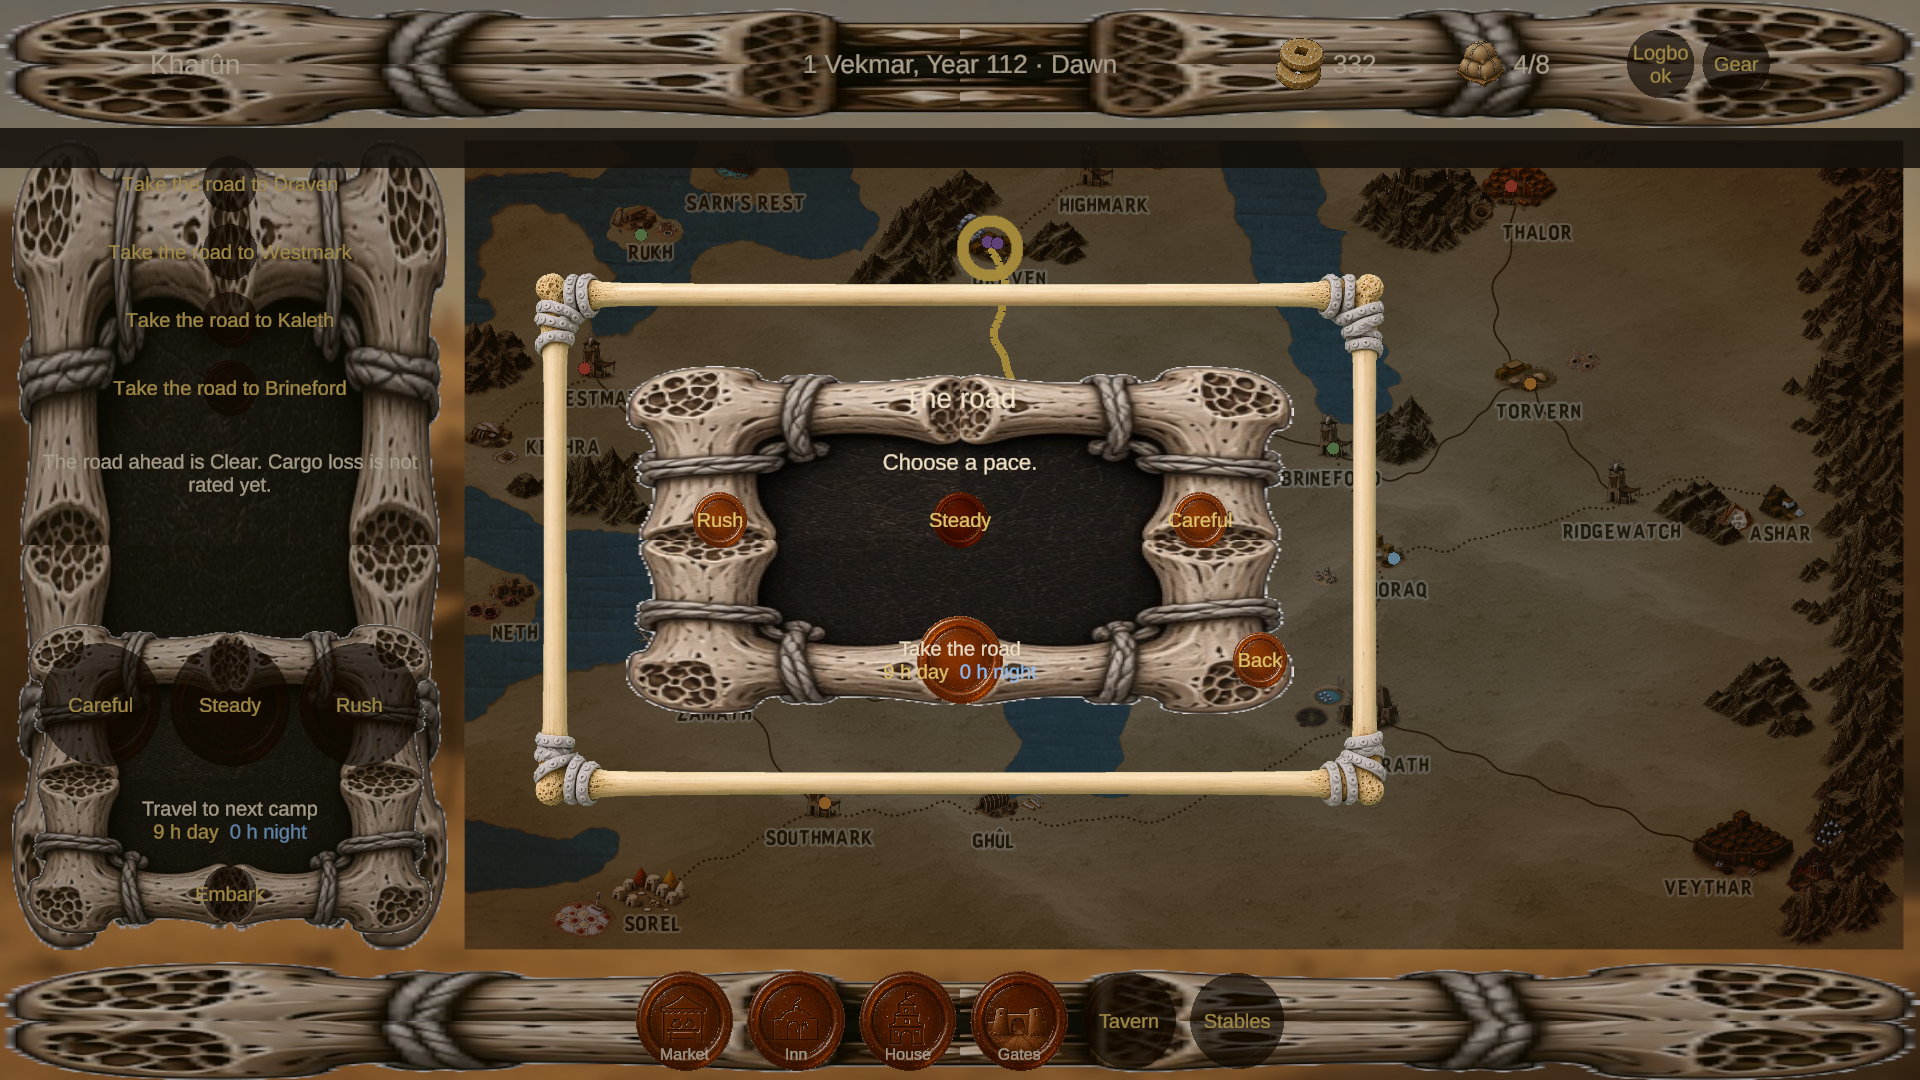 Kharûn
1 Vekmar, Year 112 · Dawn
332
4/8
Logbo
ok
Gear
Take the road to Draven
Take the road to Westmark
Take the road to Kaleth
Take the road to Brineford
The road ahead is Clear. Cargo loss is not
rated yet.
Careful
Steady
Rush
Travel to next camp
9 h day 0 h night
Embark
SARN'S REST
HIGHMARK
RUKH
THALOR
TORVERN
BRINEFORD
RIDGEWATCH
ASHAR
NETH
ZAMATH
SOUTHMARK
GHÛL
VEYTHAR
SOREL
The road
Choose a pace.
Rush
Steady
Careful
Take the road
9 h day 0 h night
Back
Market
Inn
House
Gates
Tavern
Stables